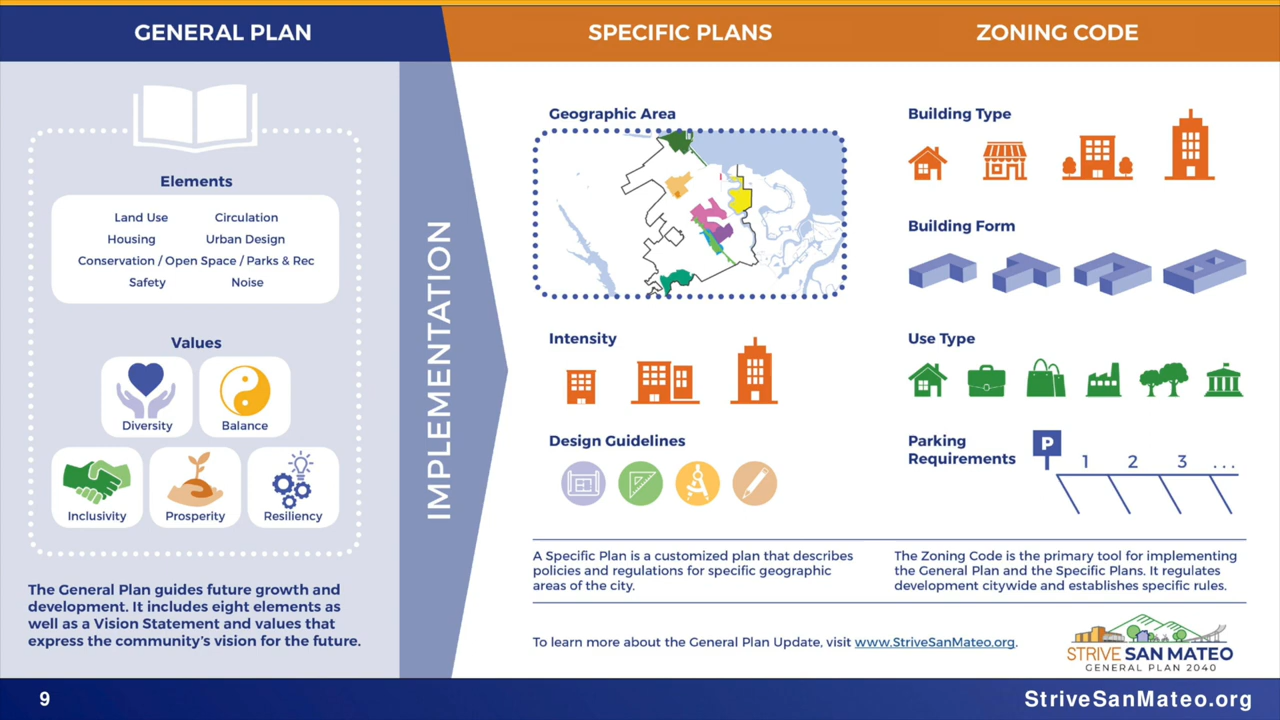 GENERAL PLAN
SPECIFIC PLANS
ZONING CODE
Elements
Land Use Circulation
Housing Urban Design
Conservation / Open Space / Parks & Rec
Safety Noise
Values
Diversity
Balance
Inclusivity
Prosperity
Resiliency
The General Plan guides future growth and
development. It includes eight elements as
well as a Vision Statement and values that
express the community's vision for the future.
IMPLEMENTATION
Geographic Area
Intensity
Design Guidelines
A Specific Plan is a customized plan that describes
policies and regulations for specific geographic
areas of the city.
Building Type
Building Form
Use Type
Parking
Requirements
P
1 2 3 ...
The Zoning Code is the primary tool for implementing
the General Plan and the Specific Plans. It regulates
development citywide and establishes specific rules.
To learn more about the General Plan Update, visit www.StriveSanMateo.org.
STRIVE SAN MATEO
GENERAL PLAN 2040
9
StriveSanMateo.org